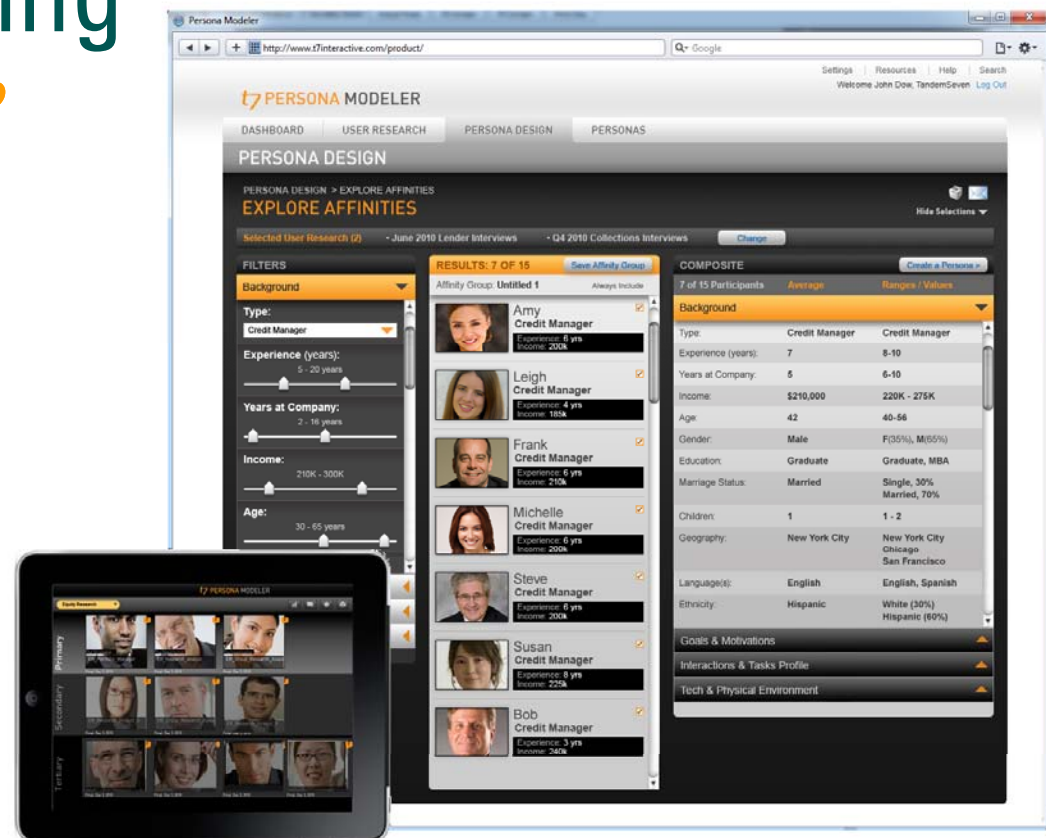 ing
,
Persona Modeler
http://www.t7interactive.com/product/
Google
Settings | Resources | Help | Search
Welcome John Dow, TandemSeven Log Out
t7 PERSONA MODELER
DASHBOARD USER RESEARCH PERSONA DESIGN PERSONAS
PERSONA DESIGN
PERSONA DESIGN > EXPLORE AFFINITIES
EXPLORE AFFINITIES
Hide Selections
Selected User Research (2) • June 2010 Lender Interviews • Q4 2010 Collections Interviews Change
FILTERS
Background
Type:
Credit Manager
Experience (years):
5 - 20 years
Years at Company:
2 - 16 years
Income:
210K - 300K
Age:
30 - 65 years
RESULTS: 7 OF 15 Save Affinity Group
Affinity Group: Untitled 1 Always Include
Amy
Credit Manager
Experience: 6 yrs
Income: 200k
Leigh
Credit Manager
Experience: 4 yrs
Income: 185k
Frank
Credit Manager
Experience: 6 yrs
Income: 210k
Michelle
Credit Manager
Experience: 6 yrs
Income: 200k
Steve
Credit Manager
Experience: 6 yrs
Income: 200k
Susan
Credit Manager
Experience: 8 yrs
Income: 225k
Bob
Credit Manager
Experience: 3 yrs
Income: 240k
COMPOSITE Create a Persona »
7 of 15 Participants Average Ranges / Values
Background
Type: Credit Manager Credit Manager
Experience (years): 7 8-10
Years at Company: 5 6-10
Income: $210,000 220K - 275K
Age: 42 40-56
Gender: Male F(35%), M(65%)
Education: Graduate Graduate, MBA
Marriage Status: Married Single, 30%
Married, 70%
Children: 1 1 - 2
Geography: New York City New York City
Chicago
San Francisco
Language(s): English English, Spanish
Ethnicity: Hispanic White (30%)
Hispanic (60%)
Goals & Motivations
Interactions & Tasks Profile
Tech & Physical Environment
t7 PERSONA MODELER
Equity Research
Primary
Secondary
Tertiary